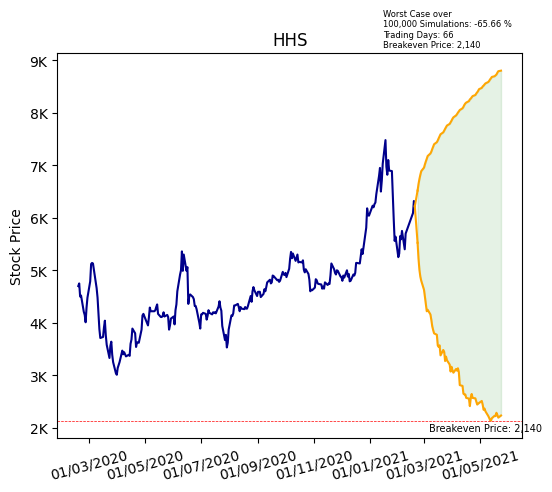 Worst Case over
100,000 Simulations: -65.66 %
Trading Days: 66
Breakeven Price: 2,140
HHS
Stock Price
9K
8K
7K
6K
5K
4K
3K
2K
Breakeven Price: 2,140
01/03/2020
01/05/2020
01/07/2020
01/09/2020
01/11/2020
01/01/2021
01/03/2021
01/05/2021